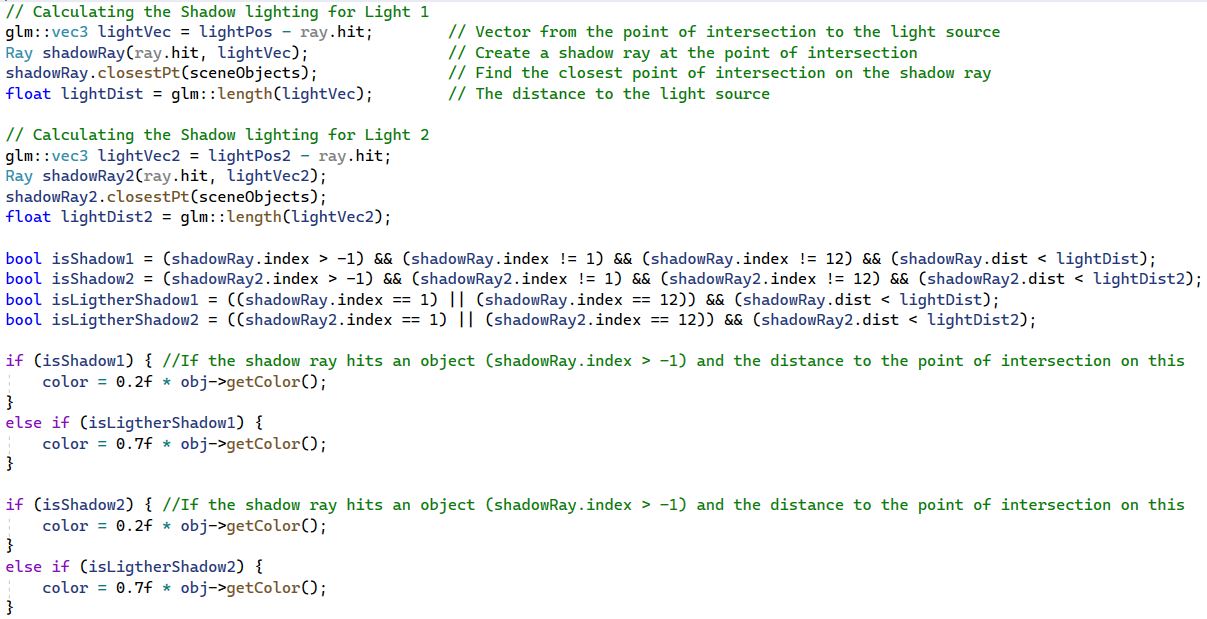 // Calculating the Shadow lighting for Light 1
glm::vec3 lightVec = lightPos - ray.hit;        // Vector from the point of intersection to the light source
Ray shadowRay(ray.hit, lightVec);               // Create a shadow ray at the point of intersection
shadowRay.closestPt(sceneObjects);              // Find the closest point of intersection on the shadow ray
float lightDist = glm::length(lightVec);        // The distance to the light source

// Calculating the Shadow lighting for Light 2
glm::vec3 lightVec2 = lightPos2 - ray.hit;
Ray shadowRay2(ray.hit, lightVec2);
shadowRay2.closestPt(sceneObjects);
float lightDist2 = glm::length(lightVec2);

bool isShadow1 = (shadowRay.index > -1) && (shadowRay.index != 1) && (shadowRay.index != 12) && (shadowRay.dist < lightDist);
bool isShadow2 = (shadowRay2.index > -1) && (shadowRay2.index != 1) && (shadowRay2.index != 12) && (shadowRay2.dist < lightDist2);
bool isLigtherShadow1 = ((shadowRay.index == 1) || (shadowRay.index == 12)) && (shadowRay.dist < lightDist);
bool isLigtherShadow2 = ((shadowRay2.index == 1) || (shadowRay2.index == 12)) && (shadowRay2.dist < lightDist2);

if (isShadow1) { //If the shadow ray hits an object (shadowRay.index > -1) and the distance to the point of intersection on this
    color = 0.2f * obj->getColor();
}
else if (isLigtherShadow1) {
    color = 0.7f * obj->getColor();
}

if (isShadow2) { //If the shadow ray hits an object (shadowRay.index > -1) and the distance to the point of intersection on this
    color = 0.2f * obj->getColor();
}
else if (isLigtherShadow2) {
    color = 0.7f * obj->getColor();
}